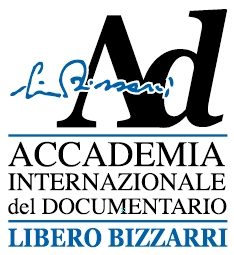 Ad
ACCADEMIA
INTERNAZIONALE
del DOCUMENTARIO
LIBERO BIZZARRI